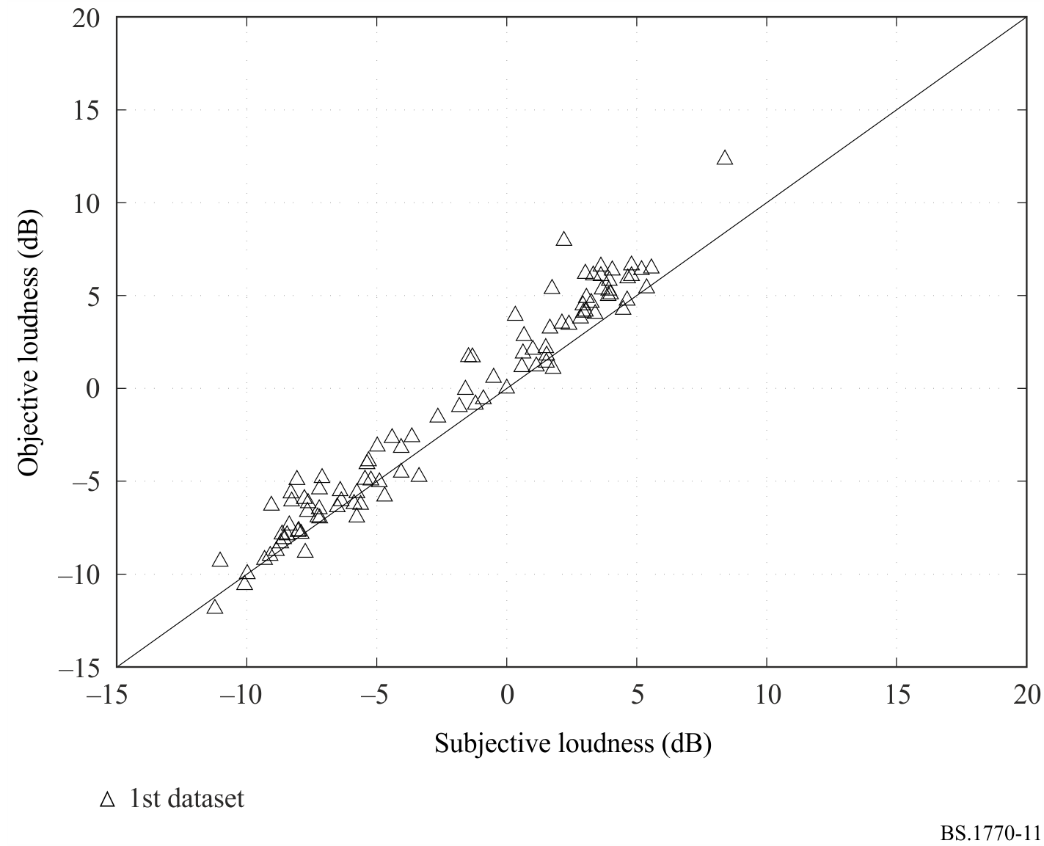 20
15
10
5
0
–5
–10
–15
Objective loudness (dB)
–15 –10 –5 0 5 10 15 20
Subjective loudness (dB)
1st dataset
BS.1770-11